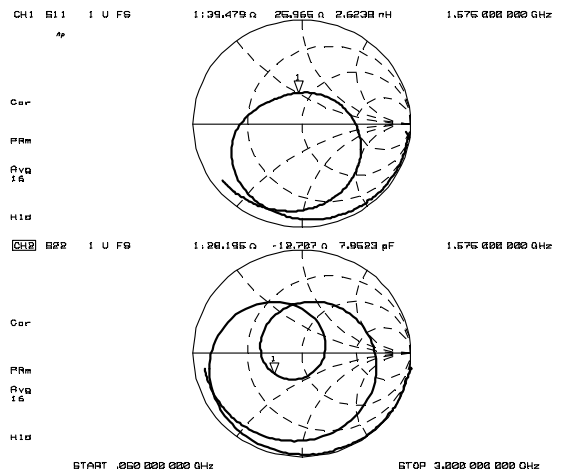 CH1 S11 1 U FS 1:39.479 Ω 25.965 Ω 2.6238 nH 1.575 000 000 GHz
1
Cor
PRm
Avg
16
Hld
CH2 S22 1 U FS 1:28.195 Ω -12.707 Ω 7.9523 pF 1.575 000 000 GHz
1
Cor
PRm
Avg
16
Hld
START .050 000 000 GHz STOP 3.000 000 000 GHz